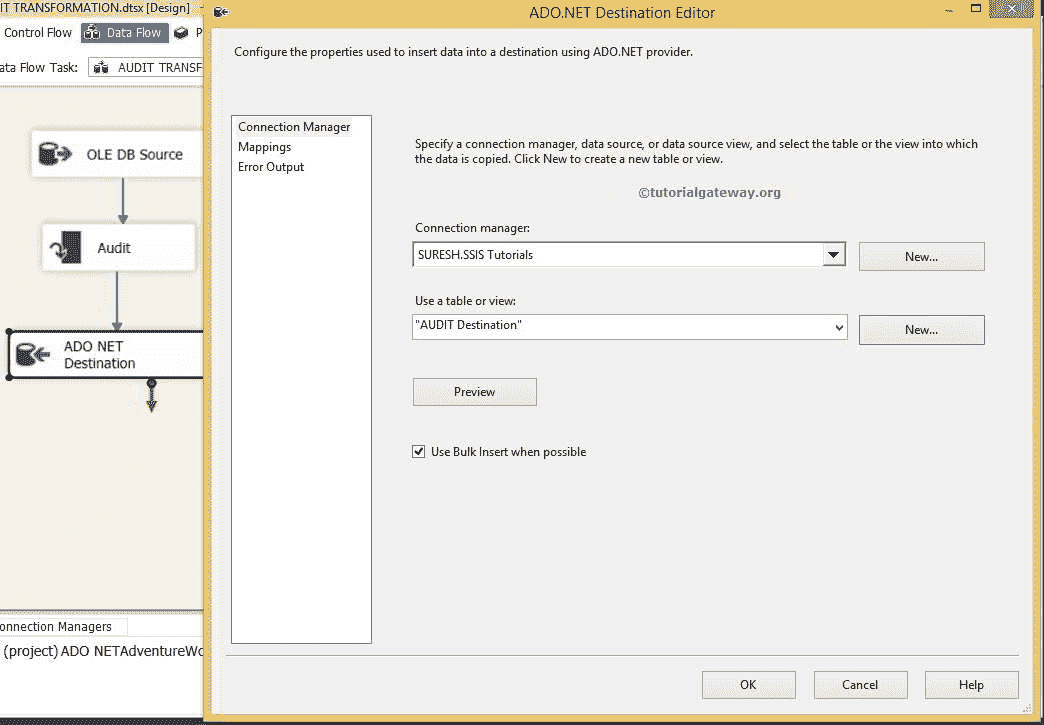 IT TRANSFORMATION.dtsx [Design]
ADO.NET Destination Editor
Control Flow
Data Flow
P
ata Flow Task:
AUDIT TRANSF
OLE DB Source
Audit
ADO NET
Destination
onnection Managers
(project) ADO NETAdventureWo
Configure the properties used to insert data into a destination using ADO.NET provider.
Connection Manager
Mappings
Error Output
Specify a connection manager, data source, or data source view, and select the table or the view into which
the data is copied. Click New to create a new table or view.
©tutorialgateway.org
Connection manager:
SURESH.SSIS Tutorials
New...
Use a table or view:
"AUDIT Destination"
New...
Preview
Use Bulk Insert when possible
OK
Cancel
Help